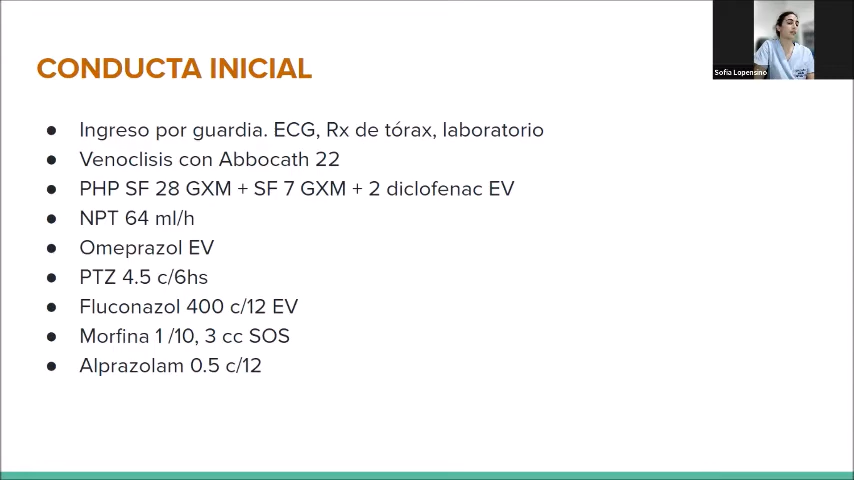 CONDUCTA INICIAL
Sofía Lopensino
● Ingreso por guardia. ECG, Rx de tórax, laboratorio
● Venoclisis con Abbocath 22
● PHP SF 28 GXM + SF 7 GXM + 2 diclofenac EV
● NPT 64 ml/h
● Omeprazol EV
● PTZ 4.5 c/6hs
● Fluconazol 400 c/12 EV
● Morfina 1 /10, 3 cc SOS
● Alprazolam 0.5 c/12